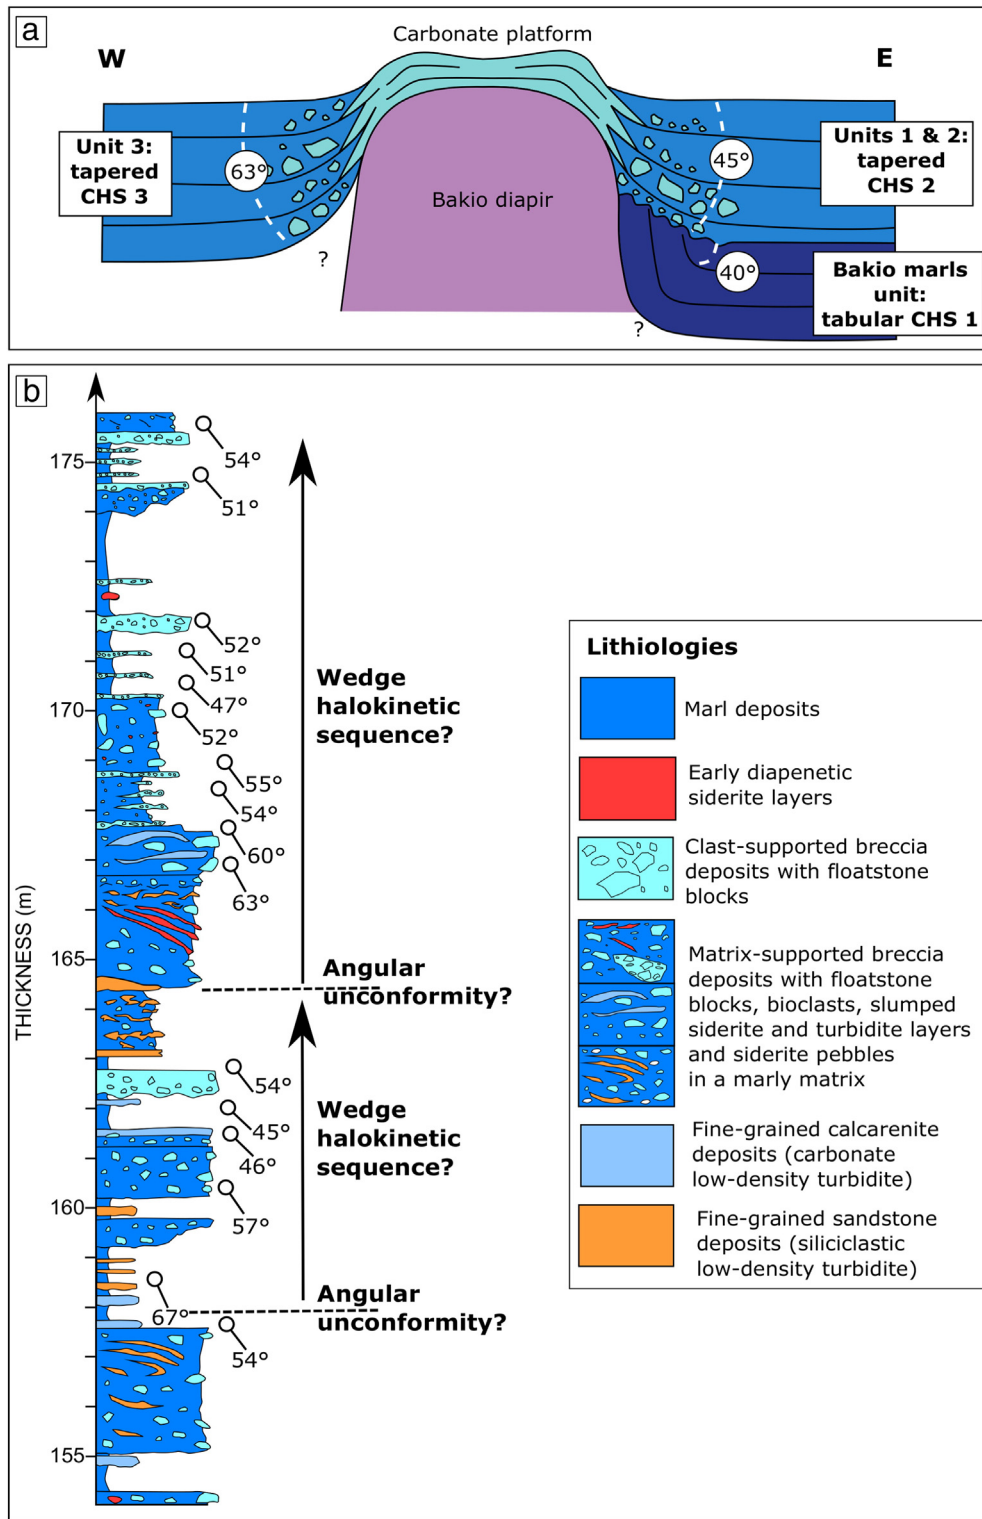 a
Carbonate platform
W
E
Unit 3:
tapered
CHS 3
63°
Bakio diapir
45°
Units 1 & 2:
tapered
CHS 2
40°
Bakio marls
unit:
tabular CHS 1
?
?
b
THICKNESS (m)
175
170
165
160
155
54°
51°
52°
51°
47°
52°
55°
54°
60°
63°
54°
45°
46°
57°
67°
54°
Wedge
halokinetic
sequence?
Angular
unconformity?
Wedge
halokinetic
sequence?
Angular
unconformity?
Lithiologies
Marl deposits
Early diapenetic
siderite layers
Clast-supported breccia
deposits with floatstone
blocks
Matrix-supported breccia
deposits with floatstone
blocks, bioclasts, slumped
siderite and turbidite layers
and siderite pebbles
in a marly matrix
Fine-grained calcarenite
deposits (carbonate
low-density turbidite)
Fine-grained sandstone
deposits (siliciclastic
low-density turbidite)